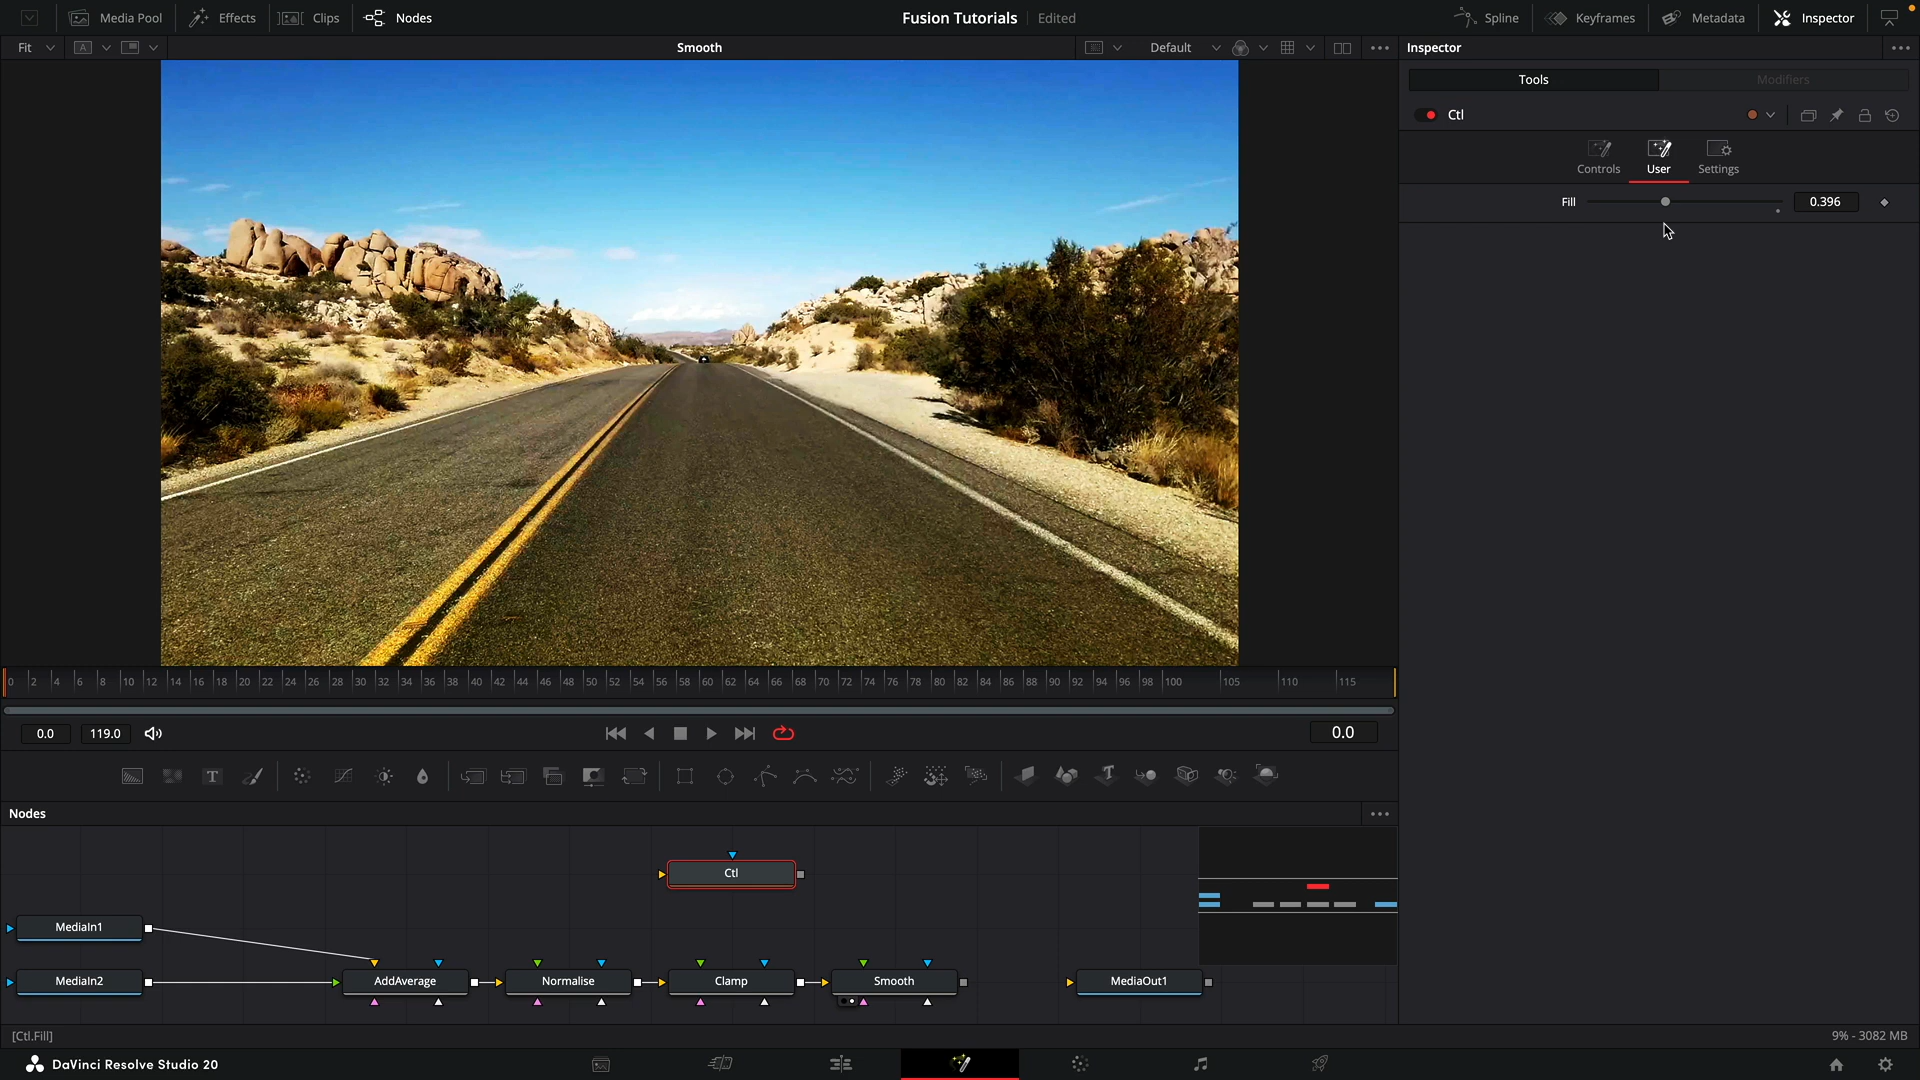 Media Pool
Effects
Clips
Nodes
Fusion Tutorials
Edited
Spline
Keyframes
Metadata
Inspector
Fit
A
Smooth
Default
Inspector
Tools
Modifiers
Ctl
Controls
User
Settings
Fill
0.396
0 2 4 6 8 10 12 14 16 18 20 22 24 26 28 30 32 34 36 38 40 42 44 46 48 50 52 54 56 58 60 62 64 66 68 70 72 74 76 78 80 82 84 86 88 90 92 94 96 98 100 105 110 115
0.0
119.0
0.0
T
Nodes
Ctl
MediaIn1
MediaIn2
AddAverage
Normalise
Clamp
Smooth
MediaOut1
[Ctl.Fill]
9% - 3082 MB
DaVinci Resolve Studio 20